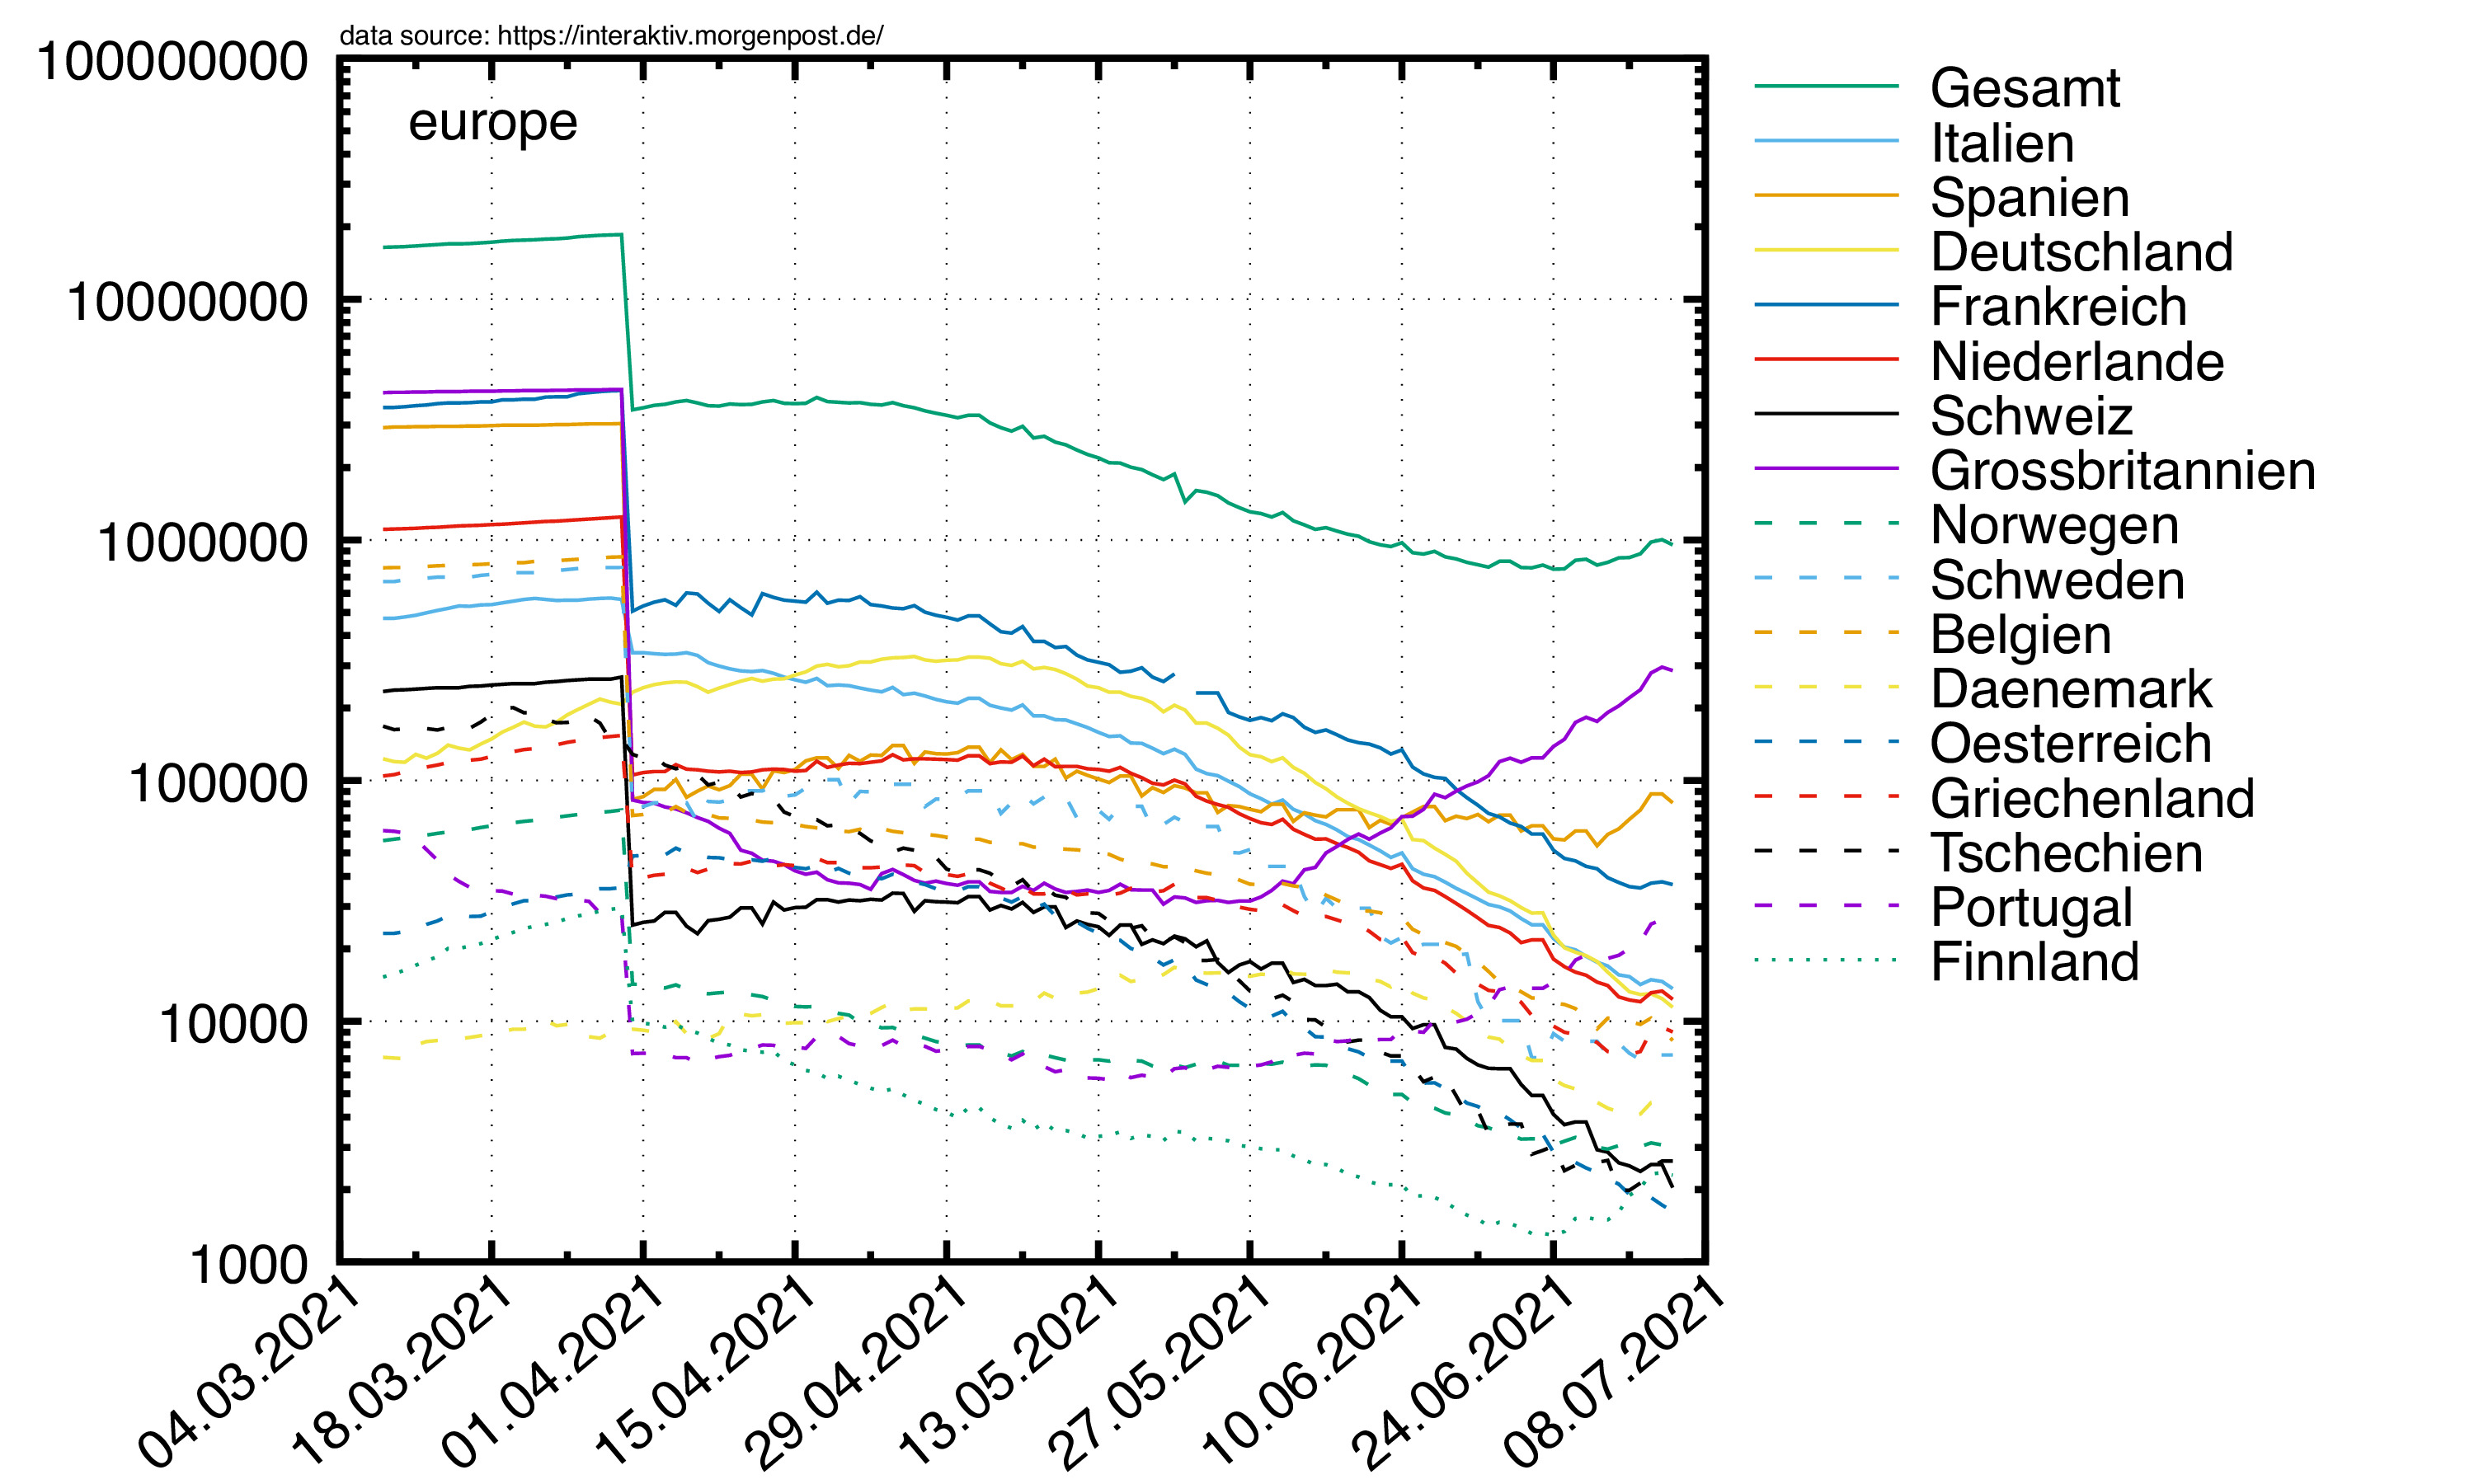 data source: https://interaktiv.morgenpost.de/
europe
100000000
10000000
1000000
100000
10000
1000
04.03.2021
18.03.2021
01.04.2021
15.04.2021
29.04.2021
13.05.2021
27.05.2021
10.06.2021
24.06.2021
08.07.2021
Gesamt
Italien
Spanien
Deutschland
Frankreich
Niederlande
Schweiz
Grossbritannien
Norwegen
Schweden
Belgien
Daenemark
Oesterreich
Griechenland
Tschechien
Portugal
Finnland